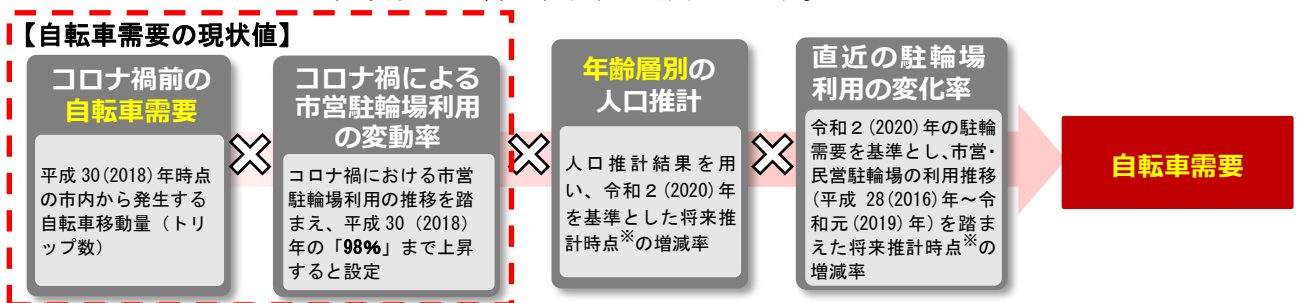 【自転車需要の現状値】
コロナ禍前の
自転車需要
平成30(2018)年時点
の市内から発生する
自転車移動量（トリ
ップ数）
コロナ禍による
市営駐輪場利用
の変動率
コロナ禍における市営
駐輪場利用の推移を踏
まえ、平成30（2018）
年の「98%」まで上昇
すると設定
年齢層別の
人口推計
人口推計結果を用
い、令和２(2020)年
を基準とした将来推
計時点※の増減率
直近の駐輪場
利用の変化率
令和２(2020)年の駐輪
需要を基準とし、市営・
民営駐輪場の利用推移
(平成 28(2016)年～令
和元(2019)年)を踏ま
えた将来推計時点※の
増減率
自転車需要